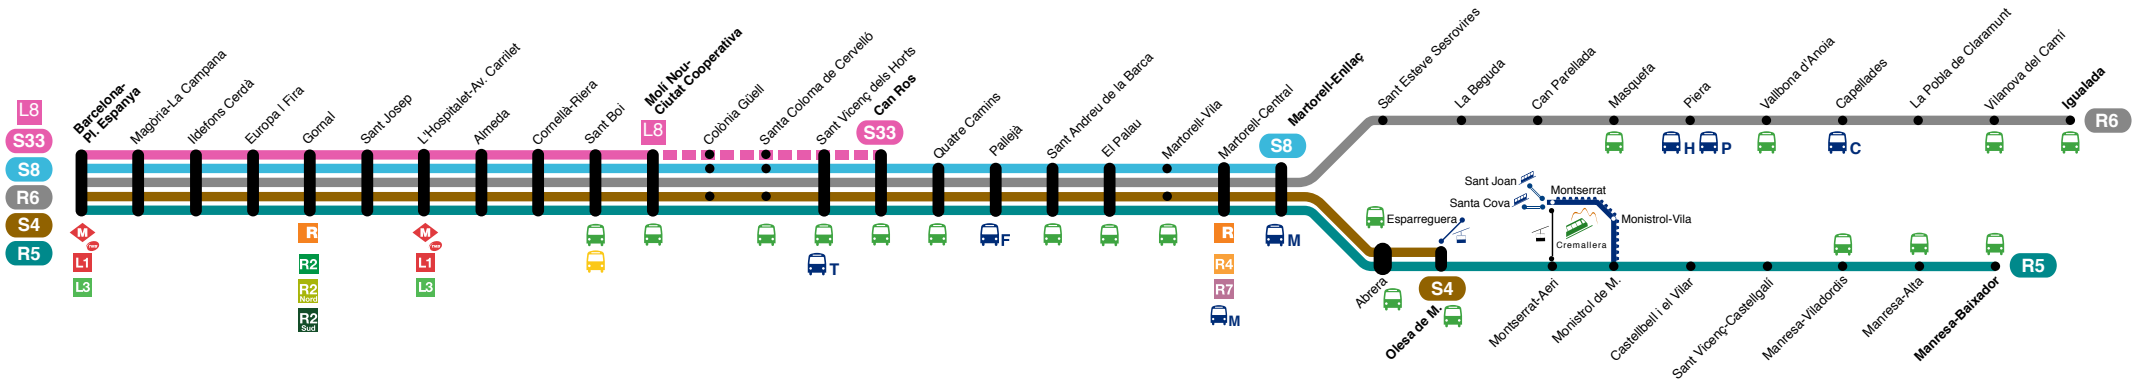 L8
S33
S8
R6
S4
R5
Barcelona-
Pl. Espanya
Magòria-La Campana
Ildefons Cerdà
Europa | Fira
Gornal
Sant Josep
L'Hospitalet-Av. Carrilet
Almeda
Cornellà-Riera
Sant Boi
Molí Nou-
Ciutat Cooperativa
L8
Colònia Güell
Santa Coloma de Cervelló
Sant Vicenç dels Horts
Can Ros
S33
Quatre Camins
Pallejà
Sant Andreu de la Barca
El Palau
Martorell-Vila
Martorell-Central
Martorell-Enllaç
S8
Sant Esteve Sesrovires
La Beguda
Can Parellada
Masquefa
Piera
Vallbona d'Anoia
Capellades
La Pobla de Claramunt
Vilanova del Camí
Igualada
R6
H
P
C
M
L1
L3
R
R2
R2
Nord
R2
Sud
M
L1
L3
T
F
R
R4
R7
M
M
Sant Joan
Santa Cova
Montserrat
Esparreguera
Monistrol-Vila
Cremallera
Abrera
S4
Olesa de M.
Montserrat-Aeri
Monistrol de M.
Castellbell i el Vilar
Sant Vicenç-Castellgalí
Manresa-Viladordis
Manresa-Alta
Manresa-Baixador
R5